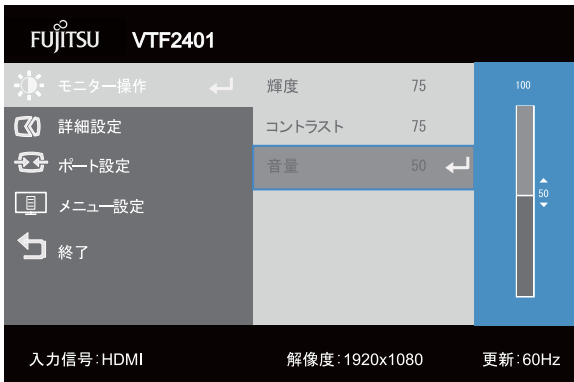 FUJITSU VTF2401
モニター操作
詳細設定
ポート設定
メニュー設定
終了
輝度 75
コントラスト 75
音量 50
100
50
入力信号:HDMI 解像度:1920x1080 更新:60Hz